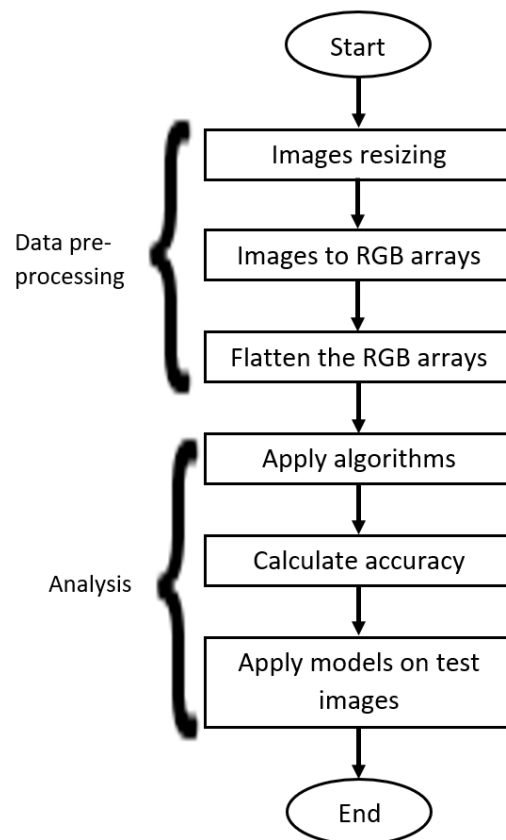 Start
Images resizing
Images to RGB arrays
Flatten the RGB arrays
Data pre-
processing
Apply algorithms
Calculate accuracy
Apply models on test
images
Analysis
End